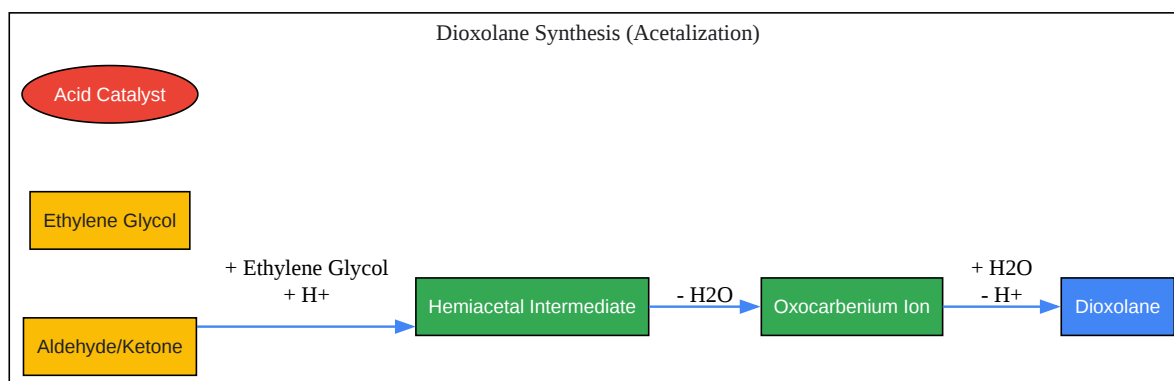 Dioxolane Synthesis (Acetalization)
Acid Catalyst
Ethylene Glycol
Aldehyde/Ketone
+ Ethylene Glycol
+ H+
Hemiacetal Intermediate
- H2O
Oxocarbenium Ion
+ H2O
- H+
Dioxolane